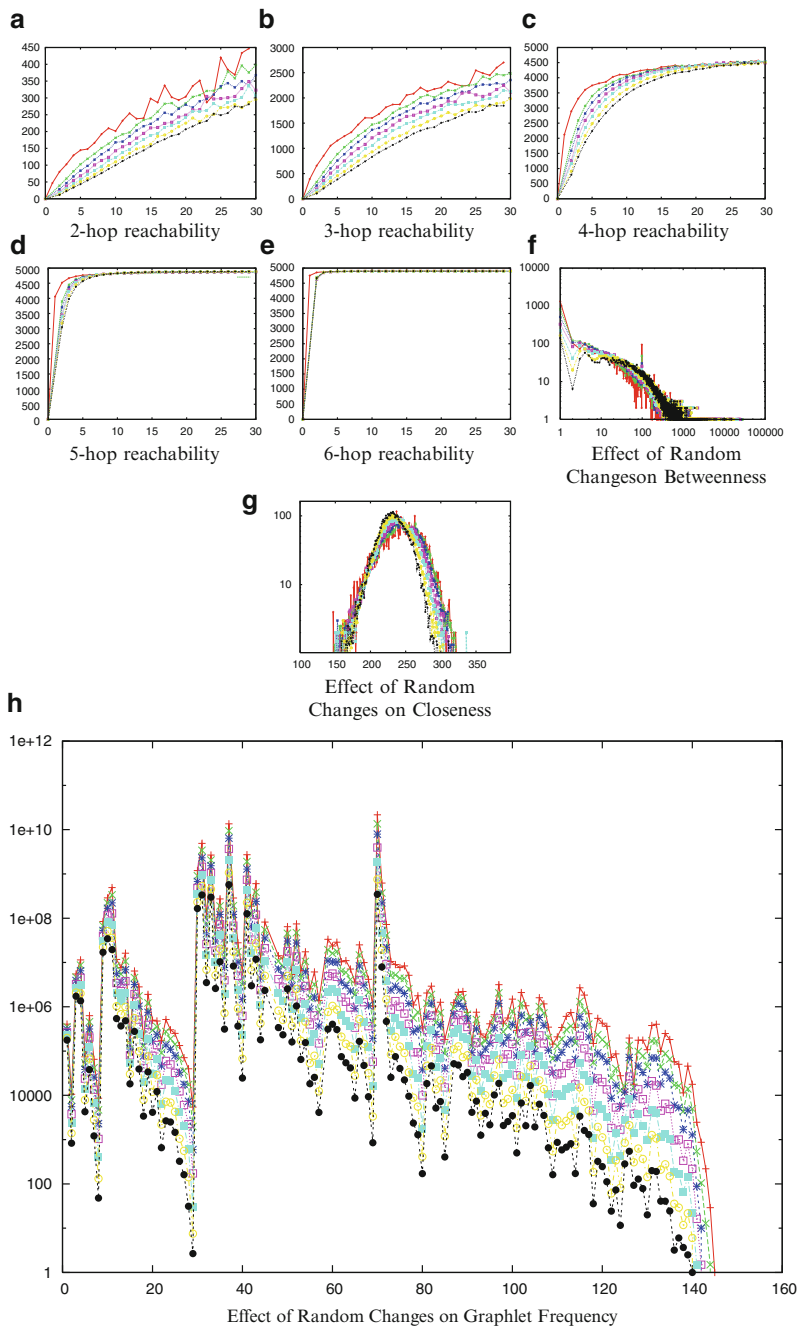 a
450
400
350
300
250
200
150
100
50
0
0 5 10 15 20 25 30
2-hop reachability
b
3000
2500
2000
1500
1000
500
0
0 5 10 15 20 25 30
3-hop reachability
c
5000
4500
4000
3500
3000
2500
2000
1500
1000
500
0
0 5 10 15 20 25 30
4-hop reachability
d
5000
4500
4000
3500
3000
2500
2000
1500
1000
500
0
0 5 10 15 20 25 30
5-hop reachability
e
5000
4500
4000
3500
3000
2500
2000
1500
1000
500
0
0 5 10 15 20 25 30
6-hop reachability
f
10000
1000
100
10
1
1 10 100 1000 10000 100000
Effect of Random
Changeson Betweenness
g
100
10
100 150 200 250 300 350
Effect of Random
Changes on Closeness
h
1e+12
1e+10
1e+08
1e+06
10000
100
1
0 20 40 60 80 100 120 140 160
Effect of Random Changes on Graphlet Frequency